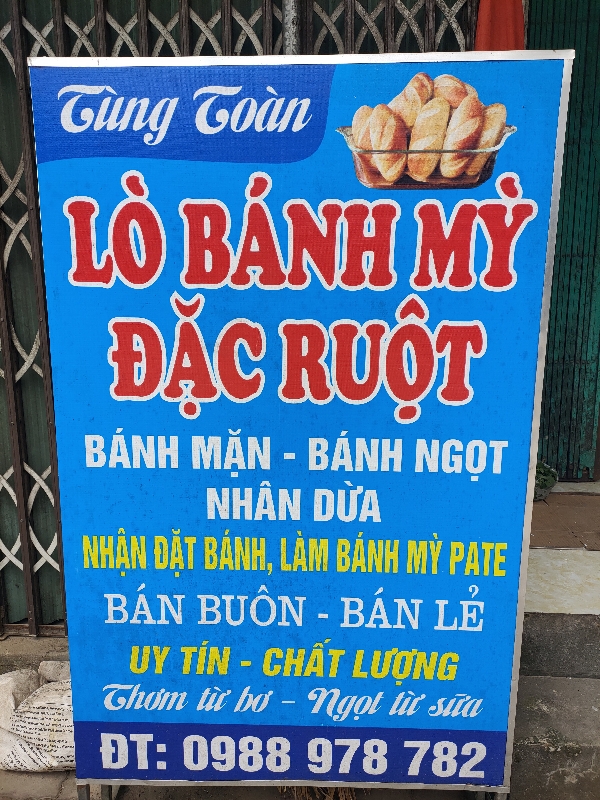 Tùng Toàn
LÒ BÁNH MỲ
ĐẶC RUỘT
BÁNH MẶN - BÁNH NGỌT
NHÂN DỪA
NHẬN ĐẶT BÁNH, LÀM BÁNH MỲ PATE
BÁN BUÔN - BÁN LẺ
UY TÍN - CHẤT LƯỢNG
Thơm từ bơ - Ngọt từ sữa
ĐT: 0988 978 782